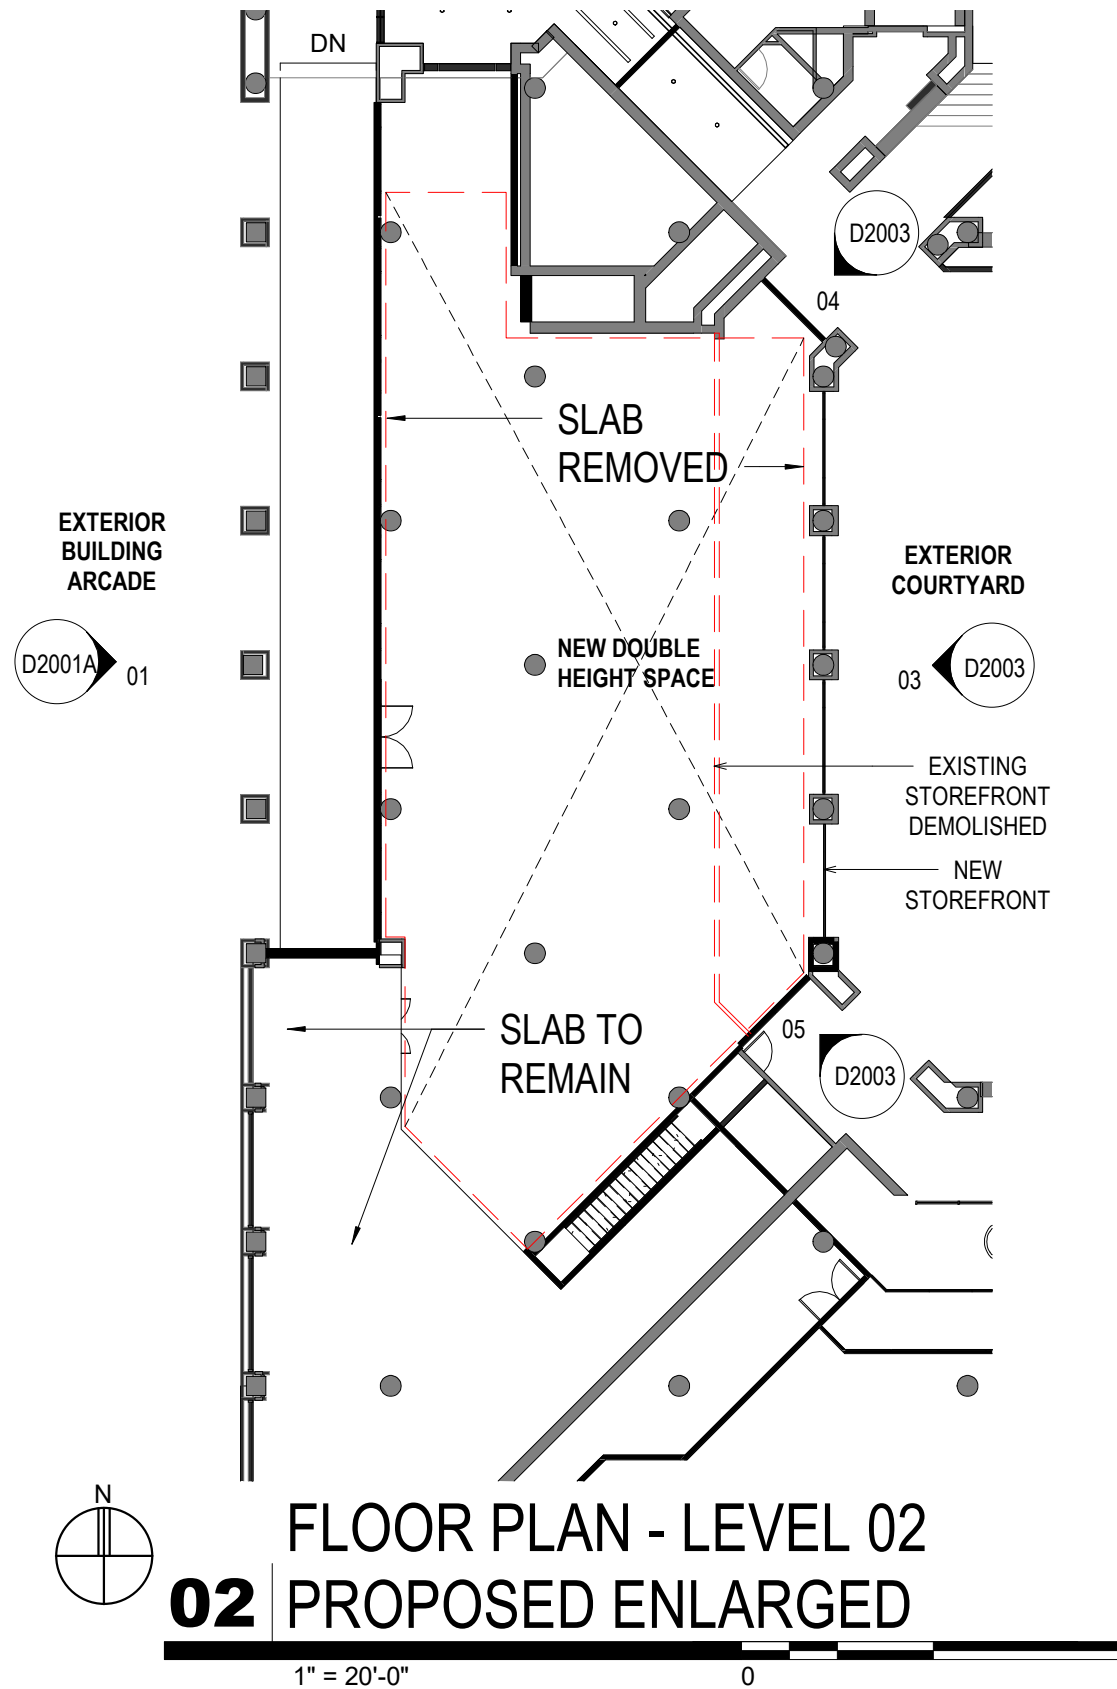 DN
D2003
04
SLAB
REMOVED
EXTERIOR
BUILDING
ARCADE
EXTERIOR
COURTYARD
D2001A
01
NEW DOUBLE
HEIGHT SPACE
03
D2003
EXISTING
STOREFRONT
DEMOLISHED
NEW
STOREFRONT
SLAB TO
REMAIN
05
D2003
N
FLOOR PLAN - LEVEL 02
02 PROPOSED ENLARGED
1" = 20'-0"
0